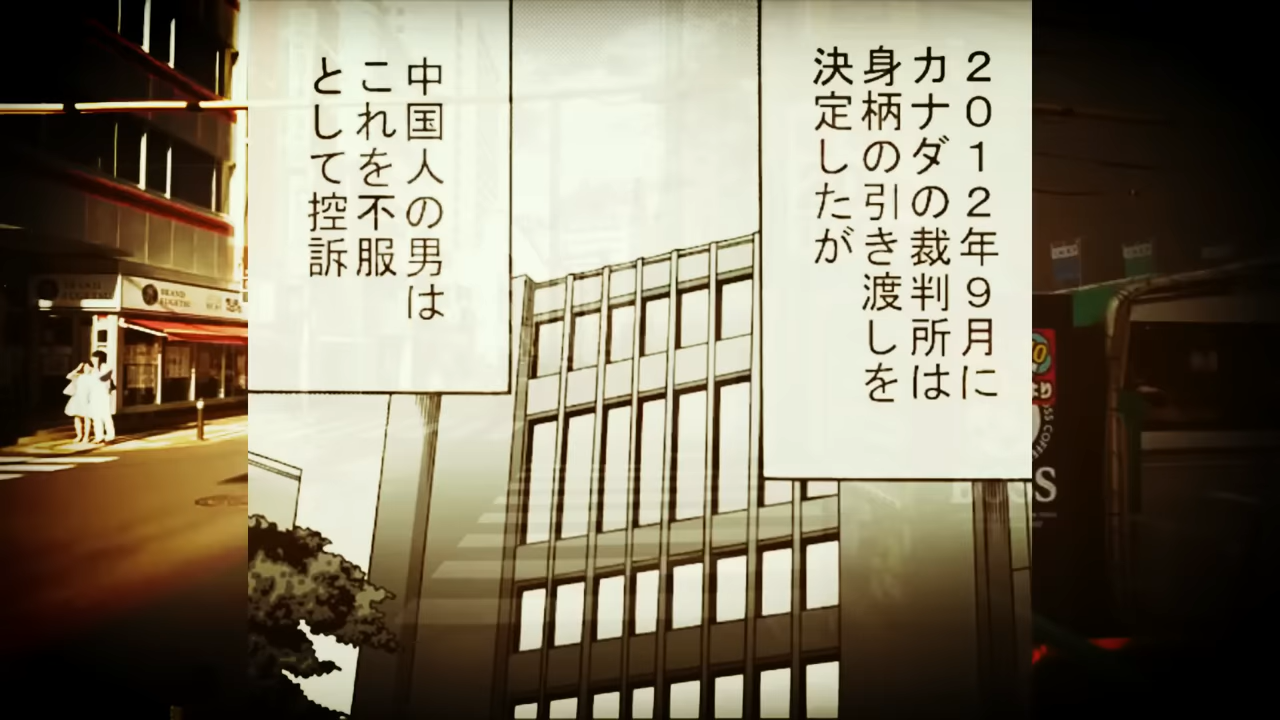 ２０１２年９月に
カナダの裁判所は
身柄の引き渡しを
決定したが
中国人の男は
これを不服
として控訴
BRAND